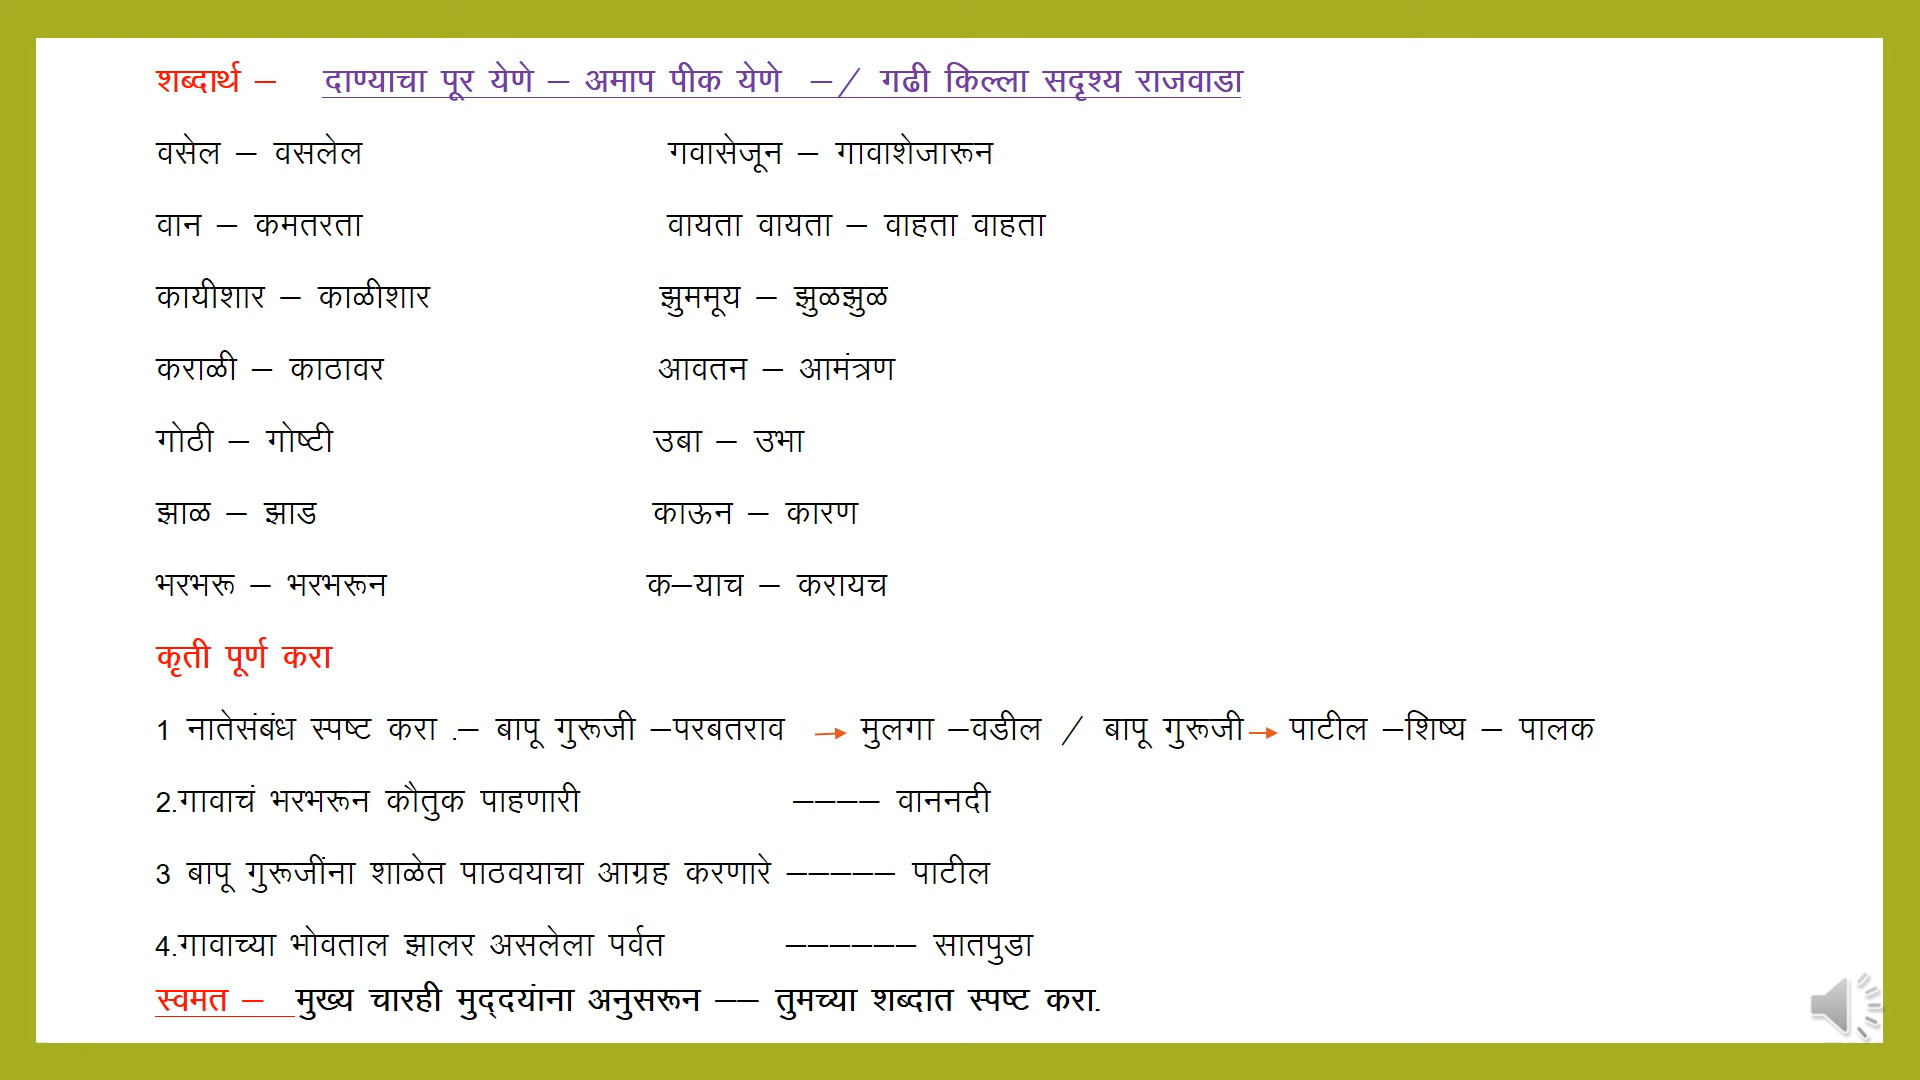 शब्दार्थ – दाण्याचा पूर येणे – अमाप पीक येणे –/ गढी किल्ला सदृश्य राजवाडा
वसेल – वसलेल गवासेजून – गावाशेजारून
वान – कमतरता वायता वायता – वाहता वाहता
कायीशार – काळीशार झुममूय – झुळझुळ
कराळी – काठावर आवतन – आमंत्रण
गोठी – गोष्टी उबा – उभा
झाळ – झाड काऊन – कारण
भरभरू – भरभरून क–याच – करायच
कृती पूर्ण करा
1 नातेसंबंध स्पष्ट करा .– बापू गुरूजी –परबतराव → मुलगा –वडील / बापू गुरूजी → पाटील –शिष्य – पालक
2.गावाचं भरभरून कौतुक पाहणारी –––– वाननदी
3 बापू गुरूजींना शाळेत पाठवयाचा आग्रह करणारे ––––– पाटील
4.गावाच्या भोवताल झालर असलेला पर्वत –––––– सातपुडा
स्वमत – मुख्य चारही मुद्दयांना अनुसरून –– तुमच्या शब्दात स्पष्ट करा.